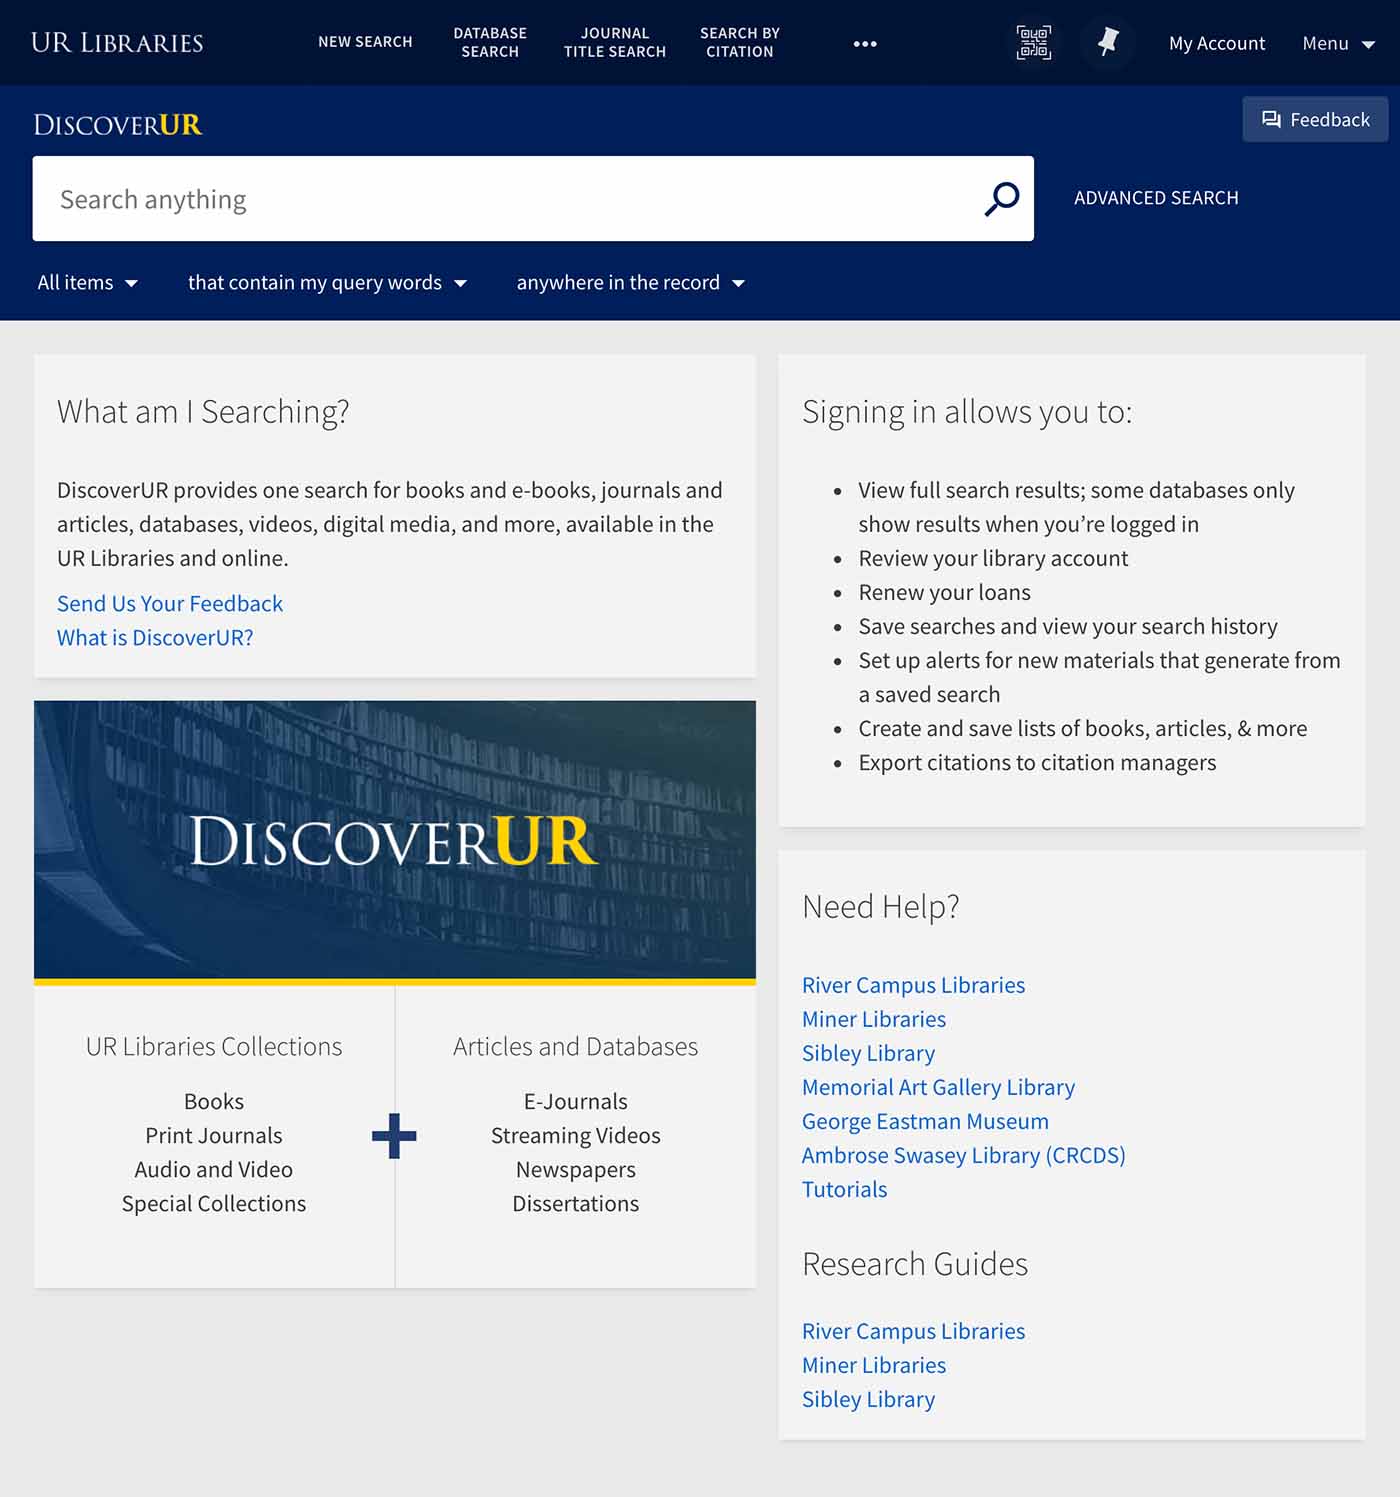 UR LIBRARIES
NEW SEARCH
DATABASE
SEARCH
JOURNAL
TITLE SEARCH
SEARCH BY
CITATION
My Account
Menu
DISCOVERUR
Feedback
Search anything
ADVANCED SEARCH
All items
that contain my query words
anywhere in the record
What am I Searching?
DiscoverUR provides one search for books and e-books, journals and
articles, databases, videos, digital media, and more, available in the
UR Libraries and online.
Send Us Your Feedback
What is DiscoverUR?
DISCOVERUR
UR Libraries Collections
Books
Print Journals
Audio and Video
Special Collections
Articles and Databases
E-Journals
Streaming Videos
Newspapers
Dissertations
Signing in allows you to:
• View full search results; some databases only
show results when you’re logged in
• Review your library account
• Renew your loans
• Save searches and view your search history
• Set up alerts for new materials that generate from
a saved search
• Create and save lists of books, articles, & more
• Export citations to citation managers
Need Help?
River Campus Libraries
Miner Libraries
Sibley Library
Memorial Art Gallery Library
George Eastman Museum
Ambrose Swasey Library (CRCDS)
Tutorials
Research Guides
River Campus Libraries
Miner Libraries
Sibley Library